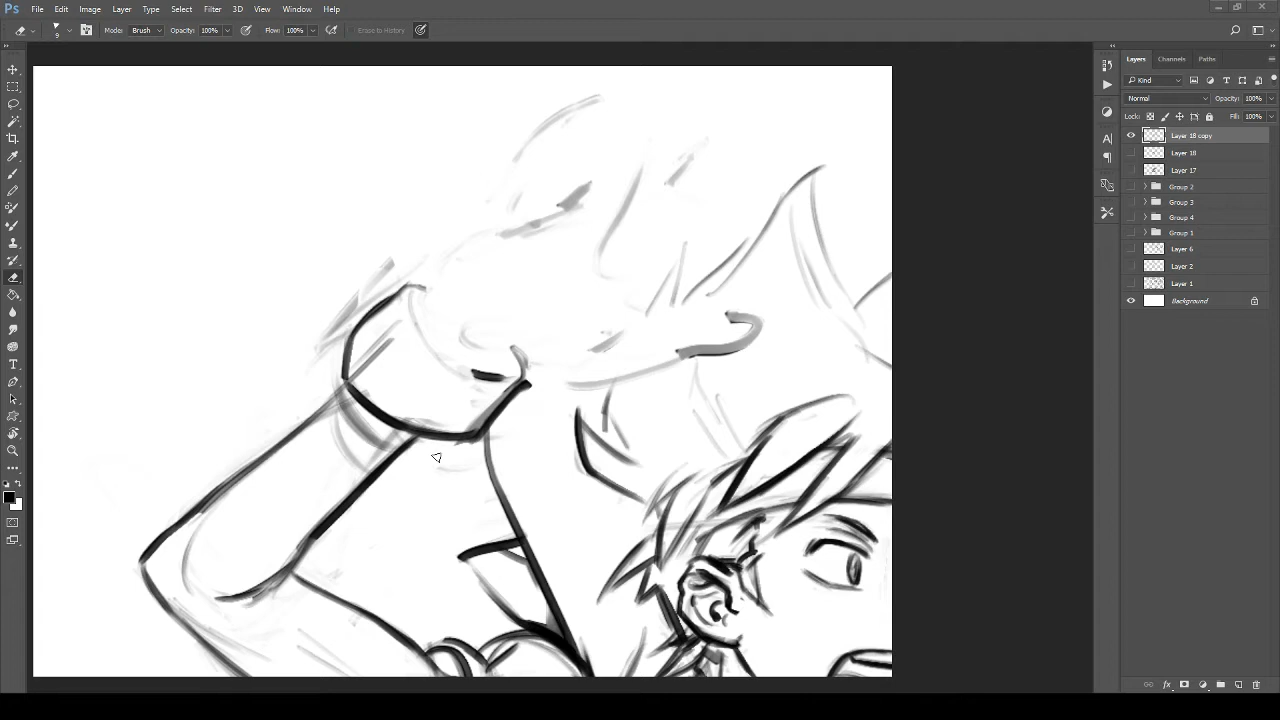 Ps File Edit Image Layer Type Select Filter 3D View Window Help
9 Mode: Brush Opacity: 100% Flow: 100% Erase to History
Layers Channels Paths
Kind
Normal Opacity: 100%
Lock: Fill: 100%
Layer 18 copy
Layer 18
Layer 17
Group 2
Group 3
Group 4
Group 1
Layer 6
Layer 2
Layer 1
Background
fx